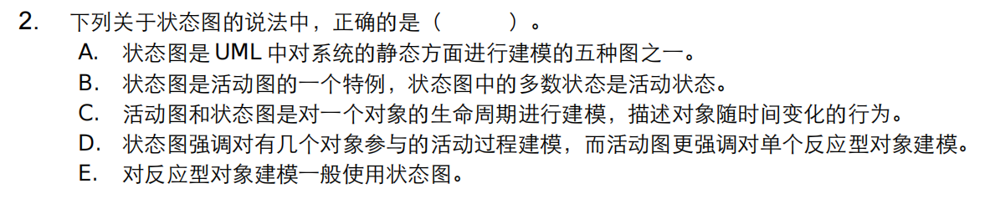 2. 下列关于状态图的说法中，正确的是（ ）。
A. 状态图是 UML 中对系统的静态方面进行建模的五种图之一。
B. 状态图是活动图的一个特例，状态图中的多数状态是活动状态。
C. 活动图和状态图是对一个对象的生命周期进行建模，描述对象随时间变化的行为。
D. 状态图强调对有几个对象参与的活动过程建模，而活动图更强调对单个反应型对象建模。
E. 对反应型对象建模一般使用状态图。